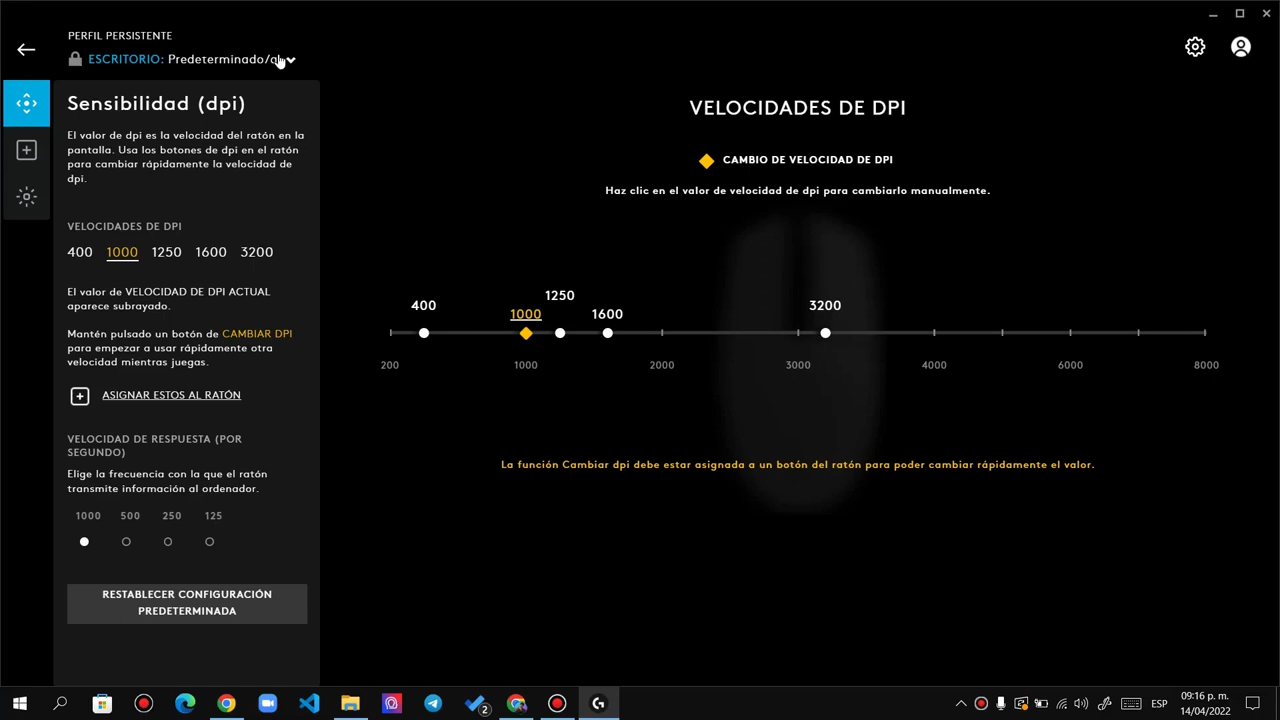 PERFIL PERSISTENTE
ESCRITORIO: Predeterminado/
Sensibilidad (dpi)
El valor de dpi es la velocidad del ratón en la
pantalla. Usa los botones de dpi en el ratón
para cambiar rápidamente la velocidad de
dpi.
VELOCIDADES DE DPI
400 1000 1250 1600 3200
El valor de VELOCIDAD DE DPI ACTUAL
aparece subrayado.
Mantén pulsado un botón de CAMBIAR DPI
para empezar a usar rápidamente otra
velocidad mientras juegas.
ASIGNAR ESTOS AL RATÓN
VELOCIDAD DE RESPUESTA (POR
SEGUNDO)
Elige la frecuencia con la que el ratón
transmite información al ordenador.
1000 500 250 125
RESTABLECER CONFIGURACIÓN
PREDETERMINADA
VELOCIDADES DE DPI
CAMBIO DE VELOCIDAD DE DPI
Haz clic en el valor de velocidad de dpi para cambiarlo manualmente.
400 1000 1250 1600 3200
200 1000 2000 3000 4000 6000 8000
La función Cambiar dpi debe estar asignada a un botón del ratón para poder cambiar rápidamente el valor.
2
ESP
09:16 p. m.
14/04/2022